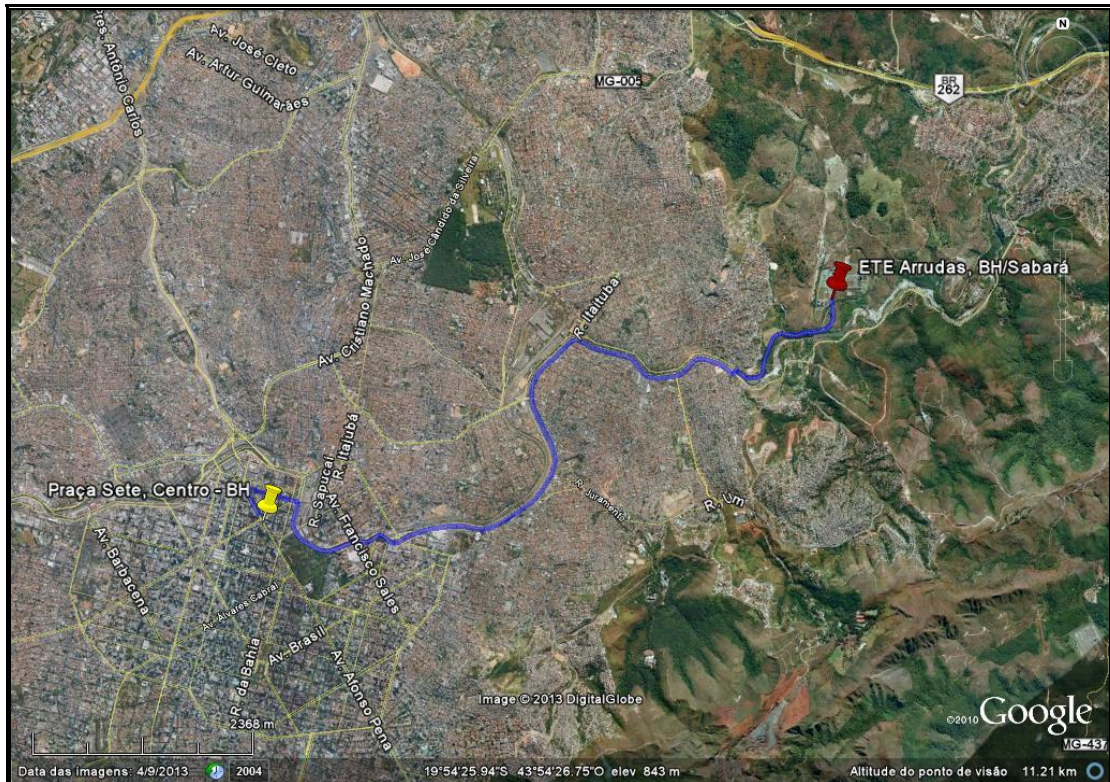 Pres. Antônio Carlos
Av. José Cleto
Av. Artur Guimarães
MG-005
N
BR
262
Av. José Cândido da Silveira
Av. Cristiano Machado
R. Itaituba
ETE Arrudas, BH/Sabará
Praça Sete, Centro - BH
R. Sapucaí
R. Itajubá
Av. Francisco Sales
R. Juramento
R. Um
Av. Barbacena
Av. Álvares Cabral
R. da Bahia
Av. Brasil
Av. Afonso Pena
2368 m
Image © 2013 DigitalGlobe
©2010 Google
MG-437
Data das imagens: 4/9/2013 2004 19°54'25.94"S 43°54'26.75"O elev 843 m Altitude do ponto de visão 11.21 km